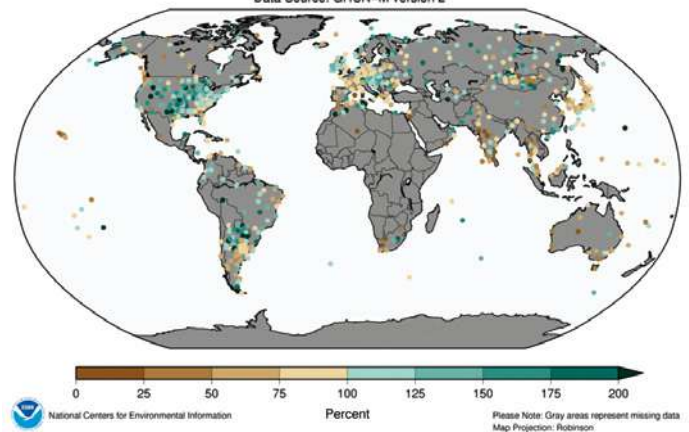 0 25 50 75 100 125 150 175 200
National Centers for Environmental Information
Percent
Please Note: Gray areas represent missing data
Map Projection: Robinson